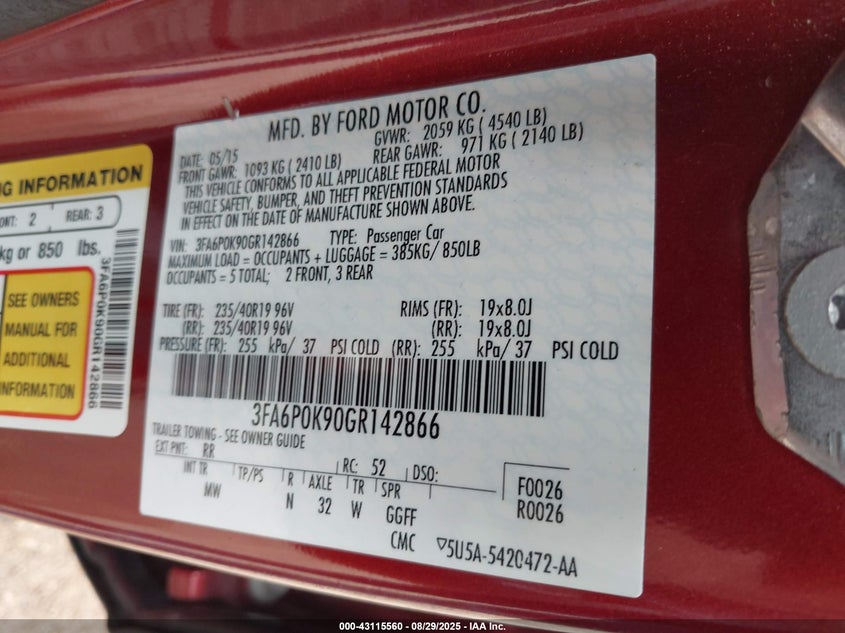 MFD. BY FORD MOTOR CO.
DATE: 05/15 GVWR: 2059 KG ( 4540 LB)
FRONT GAWR: 1093 KG ( 2410 LB) REAR GAWR: 971 KG ( 2140 LB)
THIS VEHICLE CONFORMS TO ALL APPLICABLE FEDERAL MOTOR
VEHICLE SAFETY, BUMPER, AND THEFT PREVENTION STANDARDS
IN EFFECT ON THE DATE OF MANUFACTURE SHOWN ABOVE.
VIN: 3FA6P0K90GR142866 TYPE: Passenger Car
MAXIMUM LOAD = OCCUPANTS + LUGGAGE = 385KG/ 850LB
OCCUPANTS = 5 TOTAL; 2 FRONT, 3 REAR
TIRE (FR): 235/40R19 96V RIMS (FR): 19x8.0J
(RR): 235/40R19 96V (RR): 19x8.0J
PRESSURE (FR): 255 kPa/ 37 PSI COLD (RR): 255 kPa/ 37 PSI COLD
3FA6P0K90GR142866
TRAILER TOWING - SEE OWNER GUIDE
EXT PNT: RR RC: 52 DSO:
INT TR TP/PS R AXLE TR SPR F0026
MW N 32 W GGFF R0026
CMC ▽5U5A-5420472-AA
INFORMATION
2 REAR: 3
kg or 850 lbs.
SEE OWNERS
MANUAL FOR
ADDITIONAL
INFORMATION
3FA6P0K90GR142866
000-43115560 - 08/29/2025 - IAA Inc.